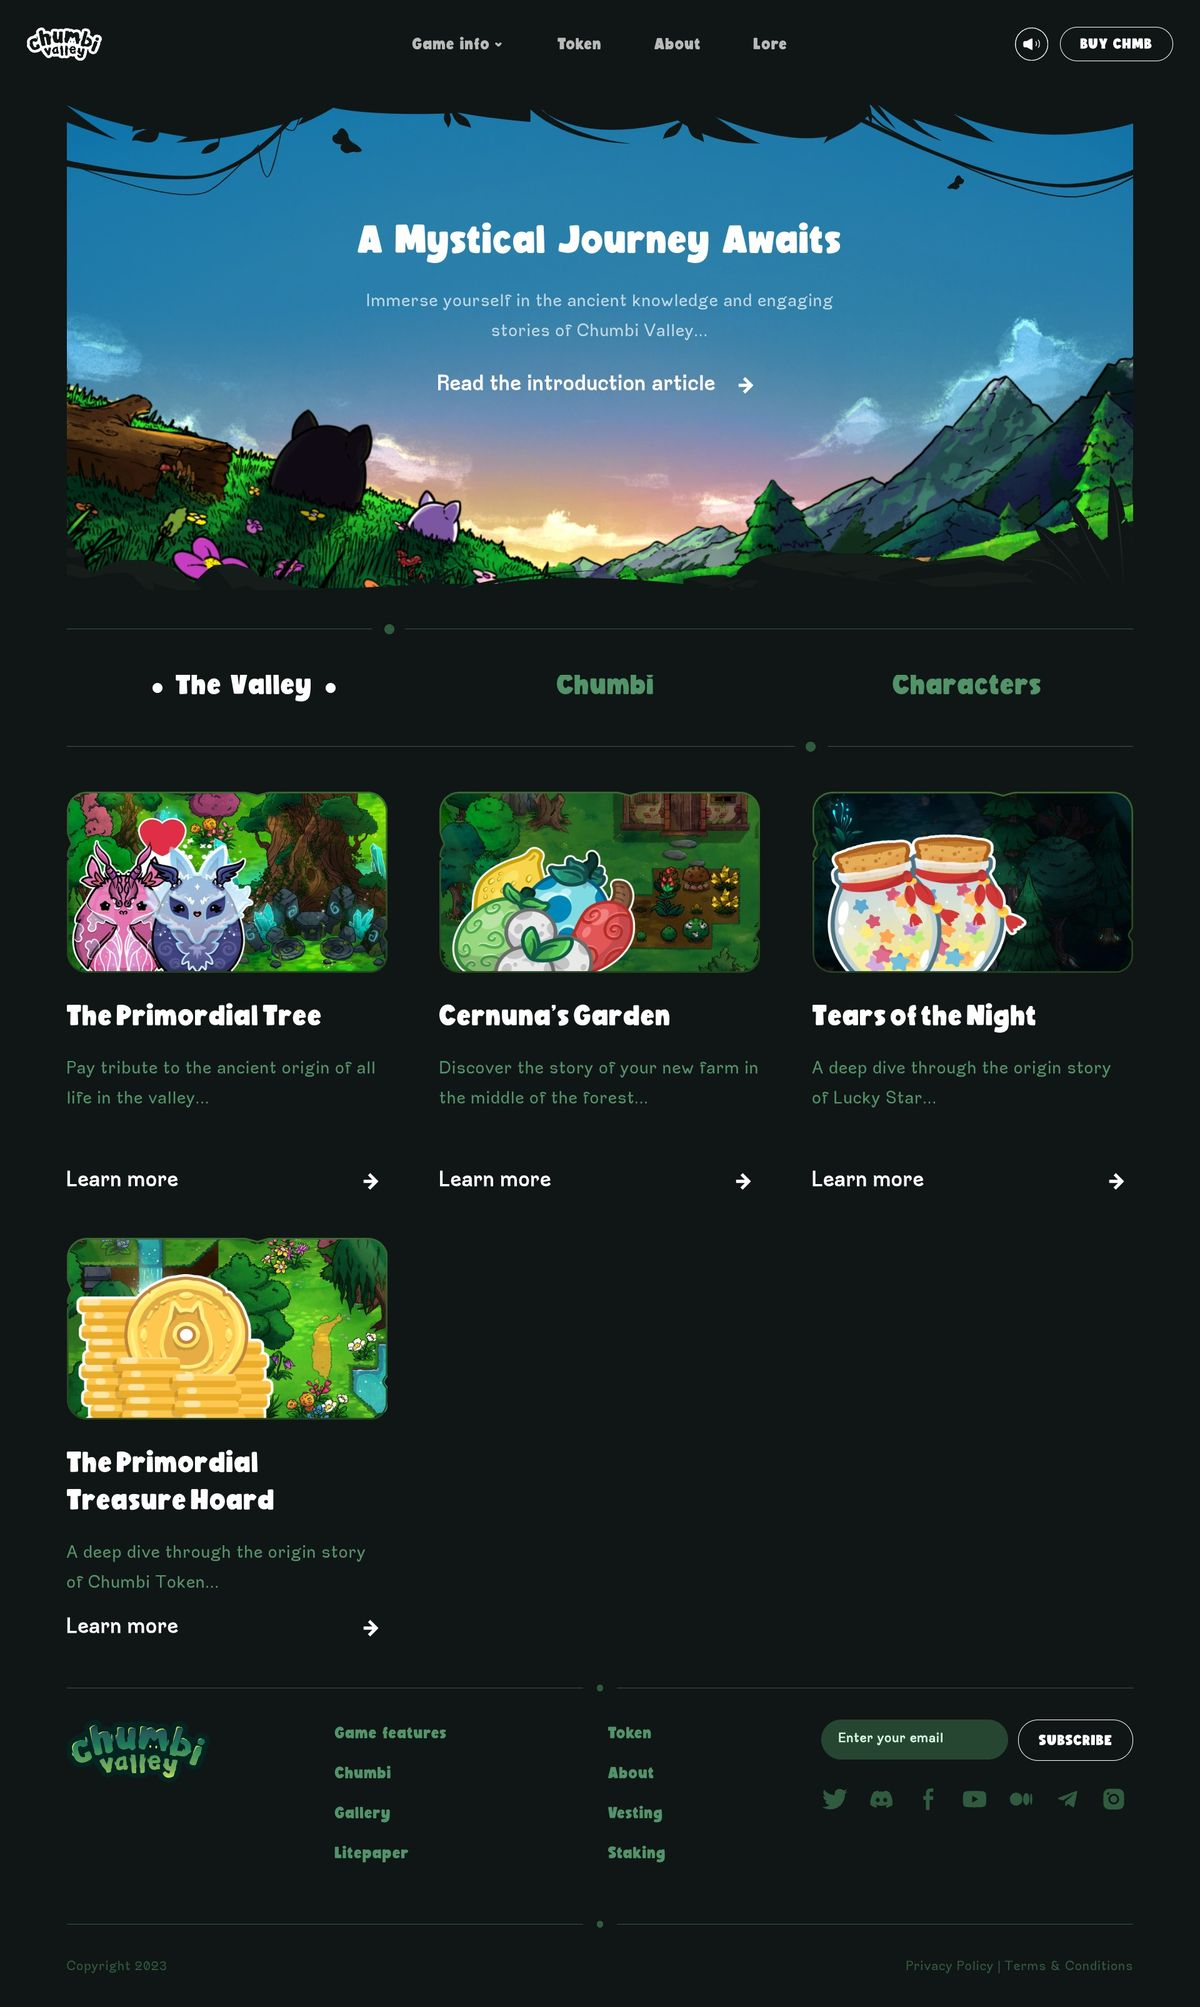 chumbi
valley
Game info
Token
About
Lore
BUY CHMB
A Mystical Journey Awaits
Immerse yourself in the ancient knowledge and engaging
stories of Chumbi Valley...
Read the introduction article
The Valley
Chumbi
Characters
The Primordial Tree
Pay tribute to the ancient origin of all
life in the valley...
Learn more
Cernuna's Garden
Discover the story of your new farm in
the middle of the forest...
Learn more
Tears of the Night
A deep dive through the origin story
of Lucky Star...
Learn more
The Primordial
Treasure Hoard
A deep dive through the origin story
of Chumbi Token...
Learn more
chumbi
valley
Game features
Chumbi
Gallery
Litepaper
Token
About
Vesting
Staking
Enter your email
SUBSCRIBE
Copyright 2023
Privacy Policy | Terms & Conditions